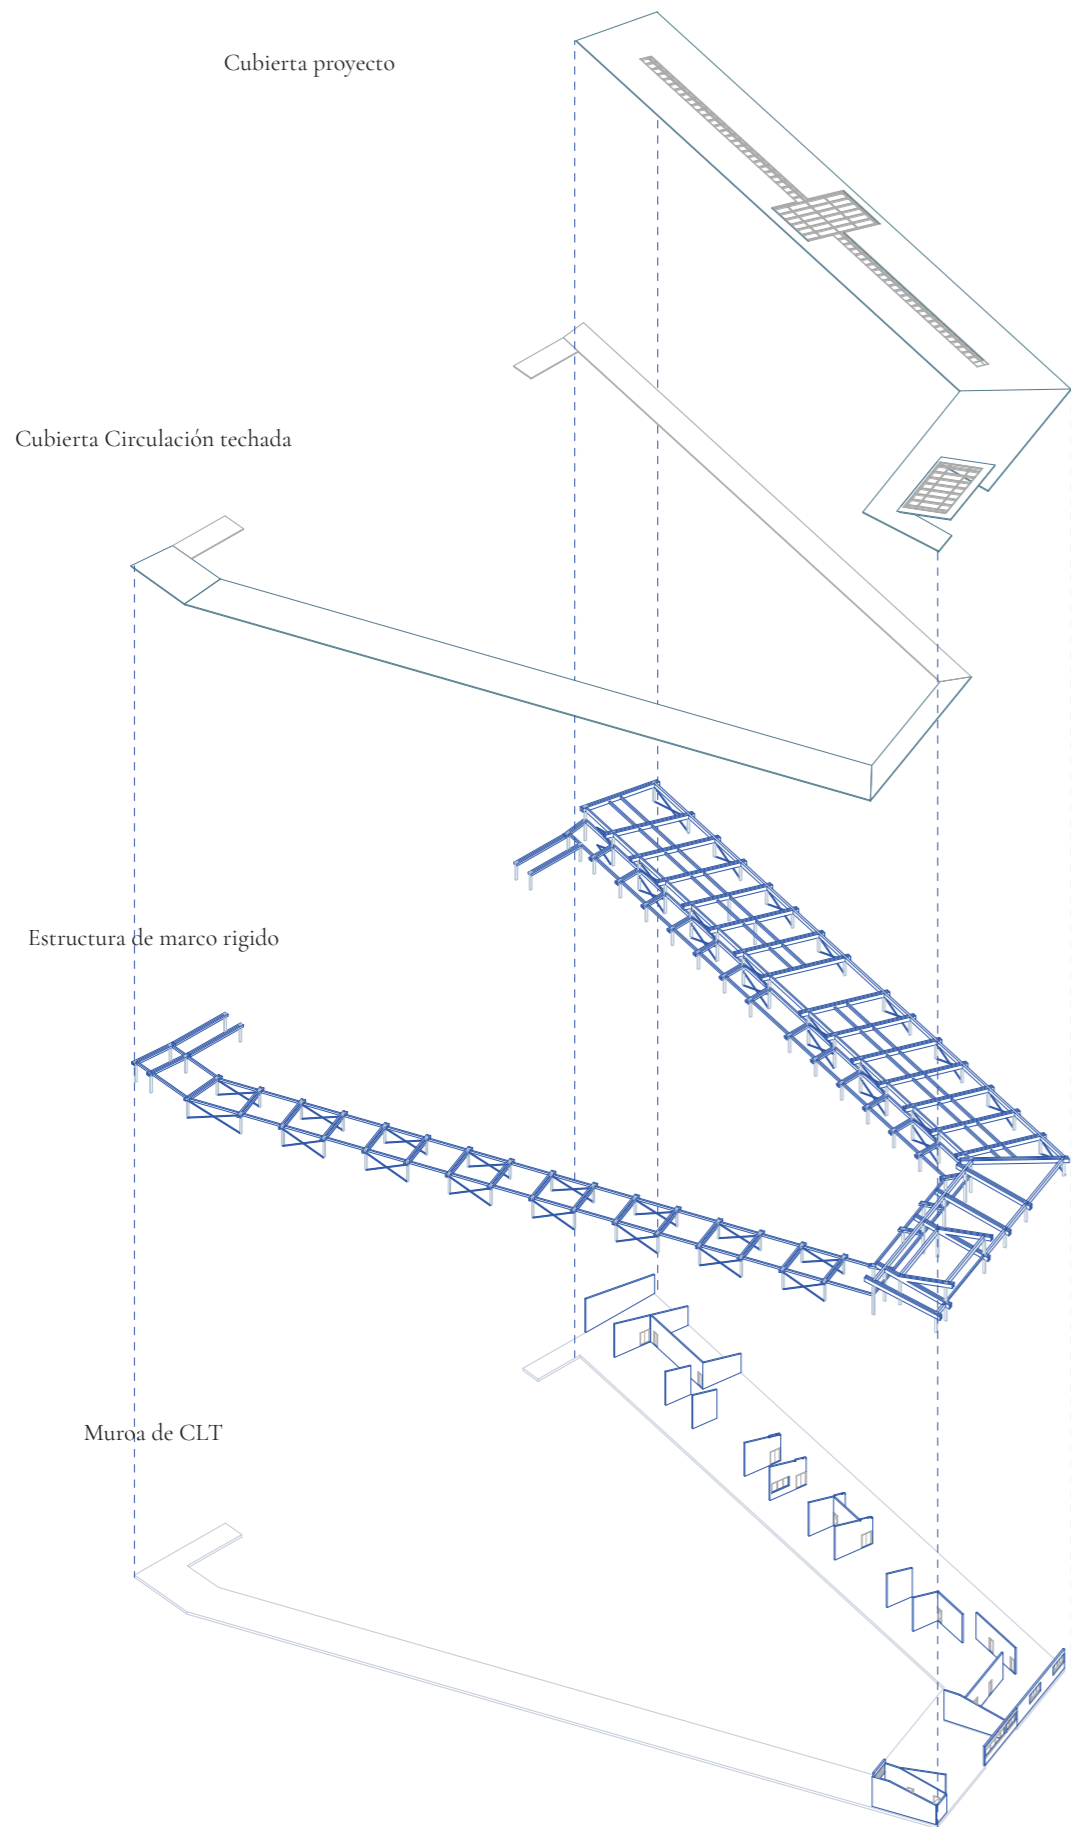 Cubierta proyecto
Cubierta Circulación techada
Estructura de marco rigido
Muroa de CLT